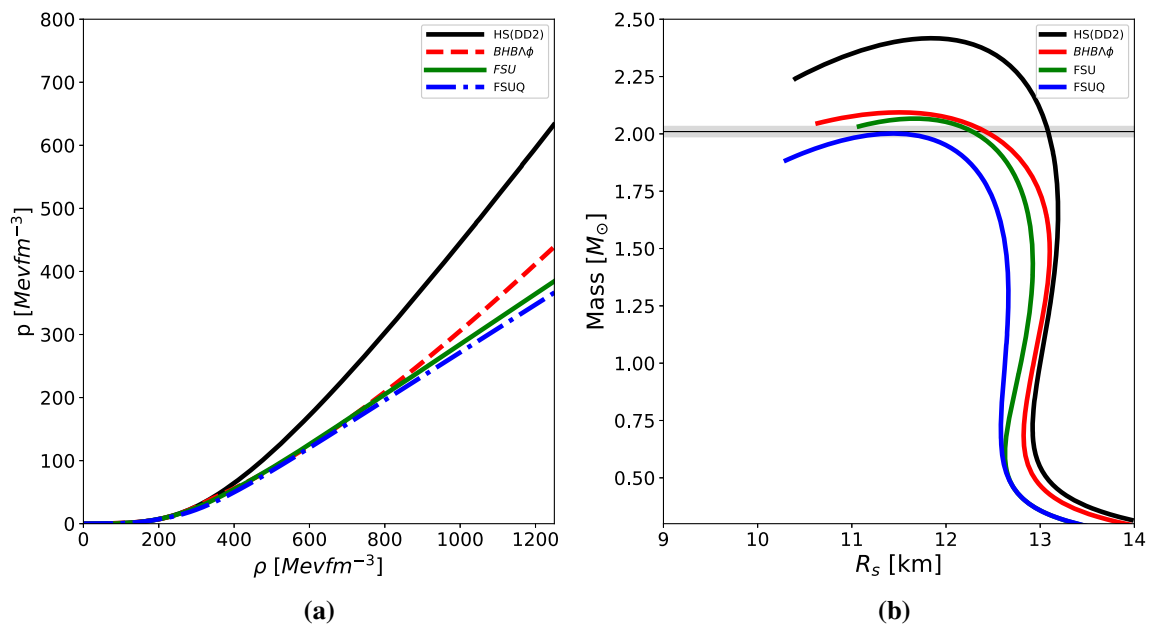 800
700
600
500
400
300
200
100
0
p [Mevfm⁻³]
0 200 400 600 800 1000 1200
ρ [Mevfm⁻³]
HS(DD2)
BHBΛϕ
FSU
FSUQ
(a)
2.50
2.25
2.00
1.75
1.50
1.25
1.00
0.75
0.50
Mass [M⊙]
9 10 11 12 13 14
Rₛ [km]
HS(DD2)
BHBΛϕ
FSU
FSUQ
(b)